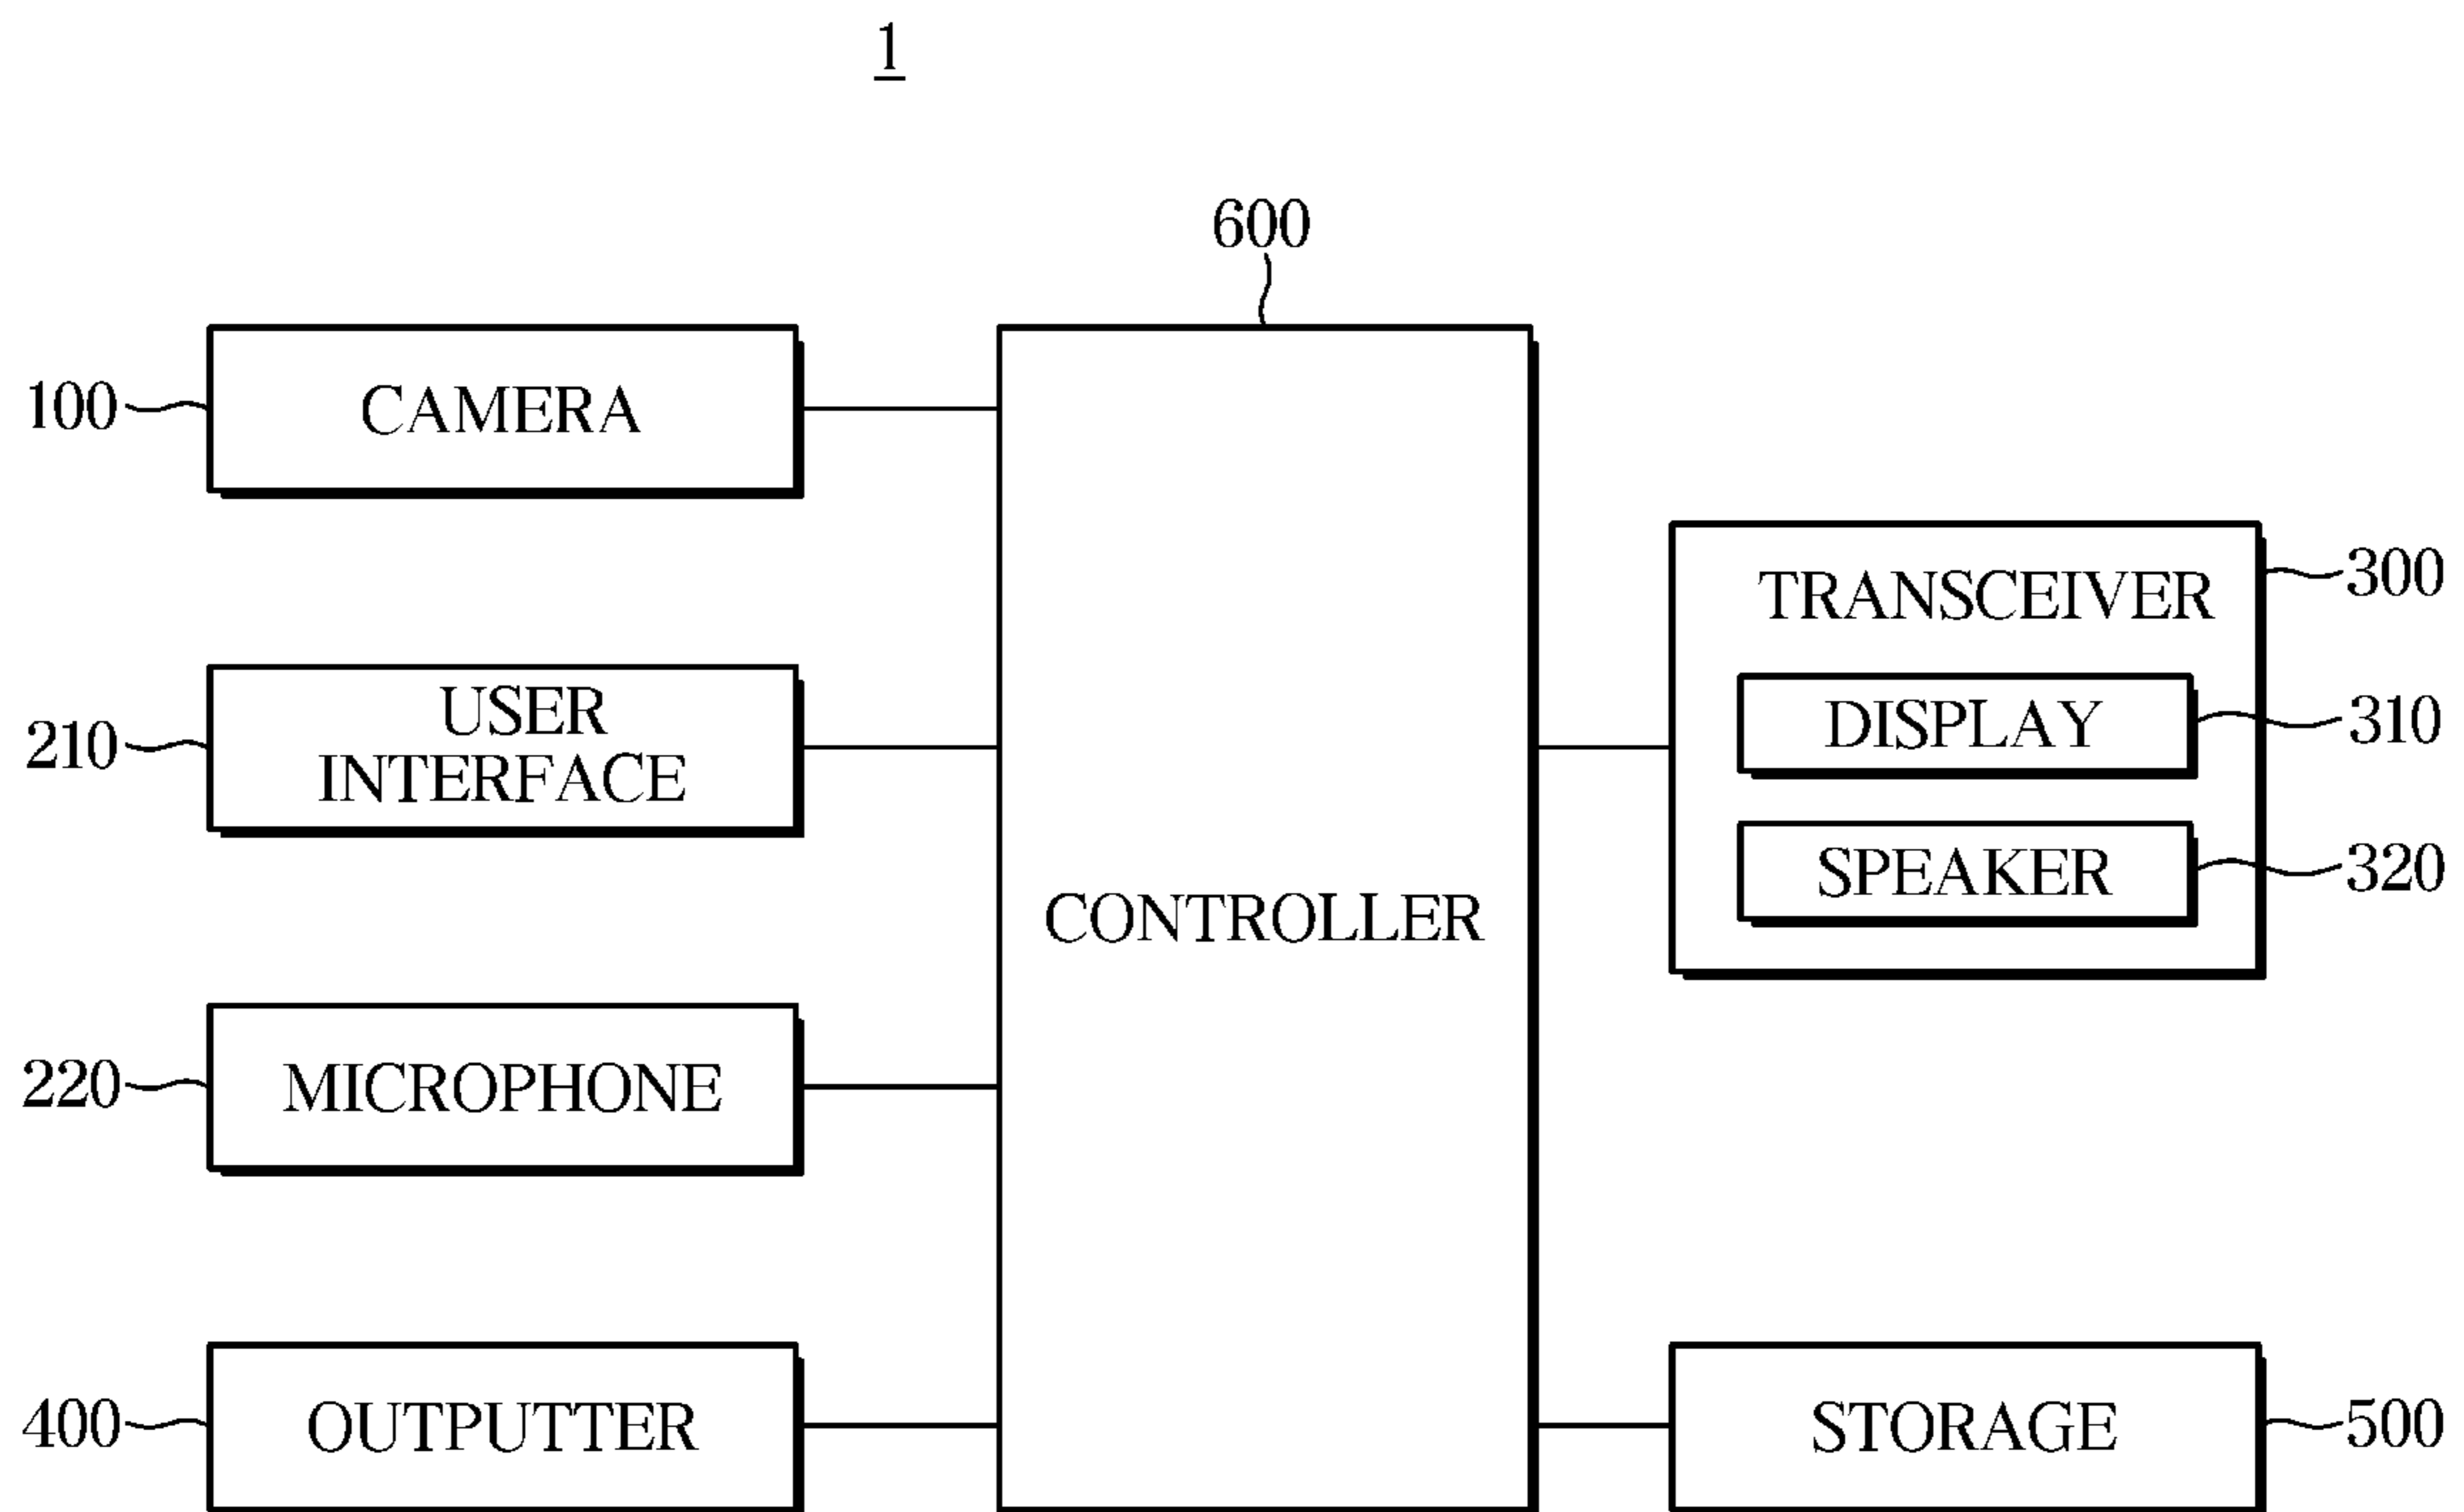 1
600
100
CAMERA
TRANSCEIVER
300
210
USER
INTERFACE
DISPLAY
310
SPEAKER
320
CONTROLLER
220
MICROPHONE
400
OUTPUTTER
STORAGE
500